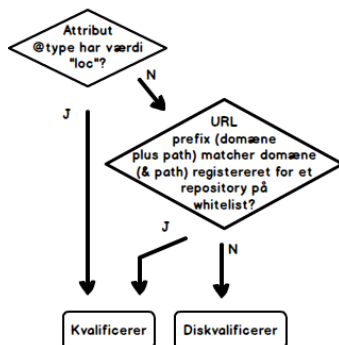 Attribut
@type har værdi
"loc"?
N
J
URL
prefix (domæne
plus path) matcher domæne
(& path) registereret for et
repository på
whitelist?
J
N
Kvalificerer
Diskvalificerer